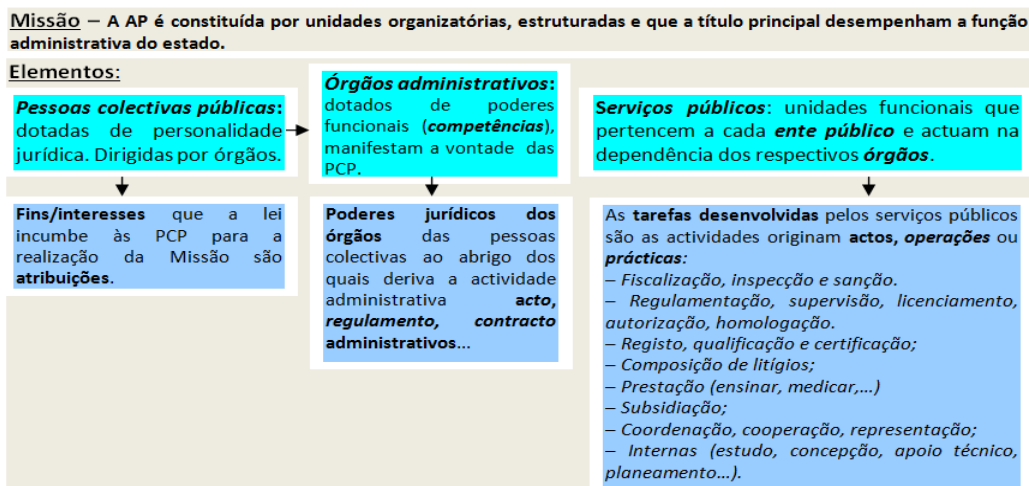 Missão – A AP é constituída por unidades organizatórias, estruturadas e que a título principal desempenham a função
administrativa do estado.
Elementos:
Pessoas colectivas públicas:
dotadas de personalidade
jurídica. Dirigidas por órgãos.
Órgãos administrativos:
dotados de poderes
funcionais (competências),
manifestam a vontade das
PCP.
Serviços públicos: unidades funcionais que
pertencem a cada ente público e actuam na
dependência dos respectivos órgãos.
Fins/interesses que a lei
incumbe às PCP para a
realização da Missão são
atribuições.
Poderes jurídicos dos
órgãos das pessoas
colectivas ao abrigo dos
quais deriva a actividade
administrativa acto,
regulamento, contracto
administrativos...
As tarefas desenvolvidas pelos serviços públicos
são as actividades originam actos, operações ou
prácticas:
– Fiscalização, inspecção e sanção.
– Regulamentação, supervisão, licenciamento,
autorização, homologação.
– Registo, qualificação e certificação;
– Composição de litígios;
– Prestação (ensinar, medicar,...)
– Subsidiação;
– Coordenação, cooperação, representação;
– Internas (estudo, concepção, apoio técnico,
planeamento...).